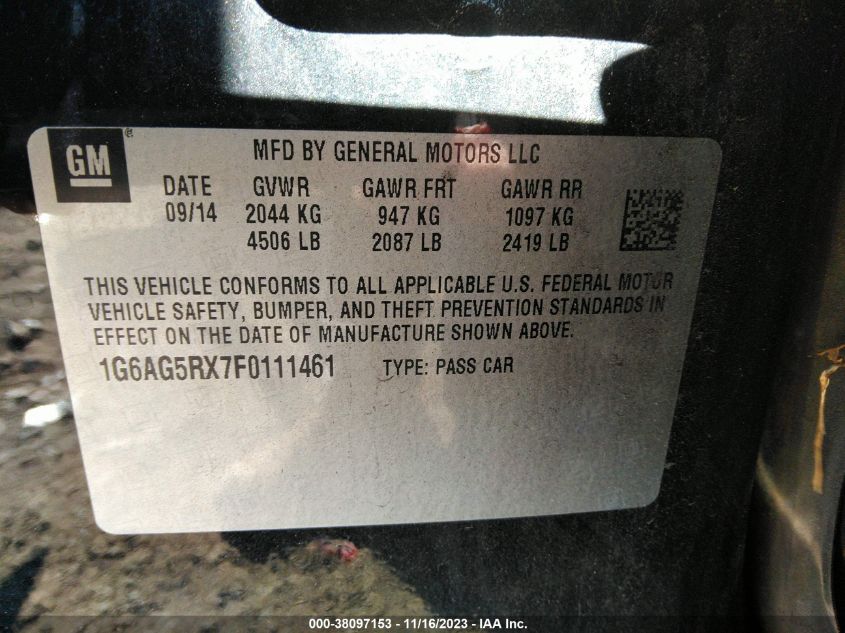 GM ®
MFD BY GENERAL MOTORS LLC
DATE GVWR GAWR FRT GAWR RR
09/14 2044 KG 947 KG 1097 KG
4506 LB 2087 LB 2419 LB
THIS VEHICLE CONFORMS TO ALL APPLICABLE U.S. FEDERAL MOTOR
VEHICLE SAFETY, BUMPER, AND THEFT PREVENTION STANDARDS IN
EFFECT ON THE DATE OF MANUFACTURE SHOWN ABOVE.
1G6AG5RX7F0111461 TYPE: PASS CAR
000-38097153 - 11/16/2023 - IAA Inc.